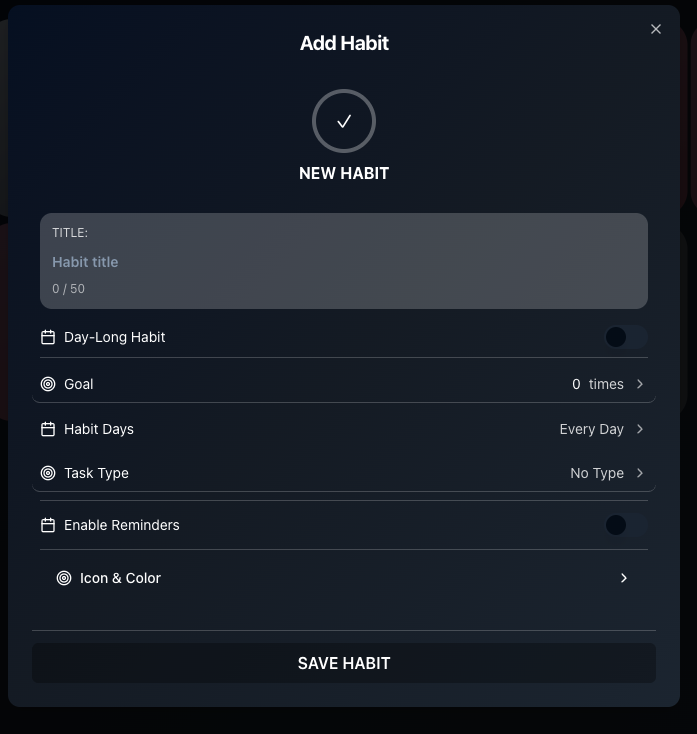 Add Habit
NEW HABIT
TITLE:
Habit title
0 / 50
Day-Long Habit
Goal 0 times
Habit Days Every Day
Task Type No Type
Enable Reminders
Icon & Color
SAVE HABIT